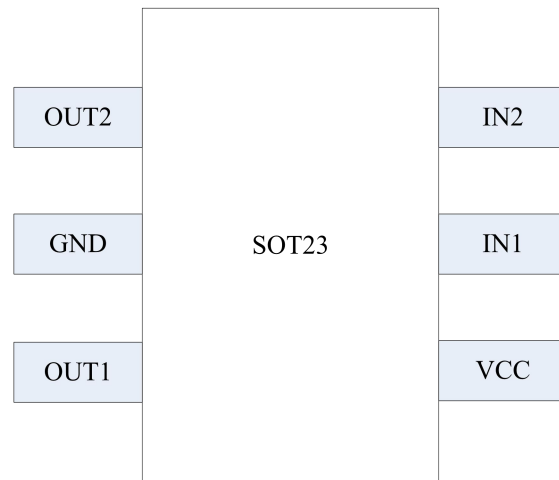 OUT2
IN2
GND
SOT23
IN1
OUT1
VCC